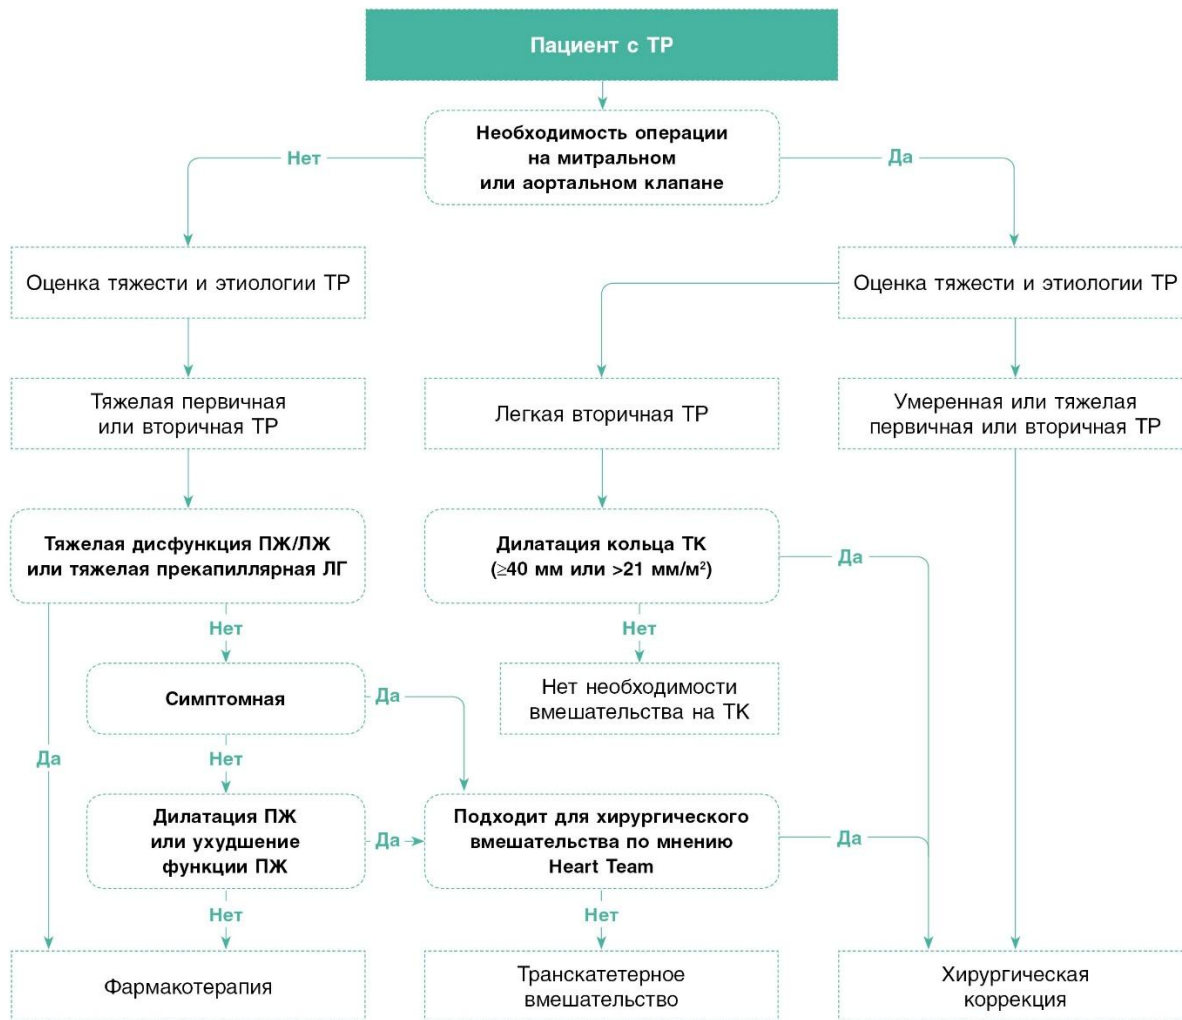 Пациент с ТР
Необходимость операции
на митральном
или аортальном клапане
Нет
Да
Оценка тяжести и этиологии ТР
Оценка тяжести и этиологии ТР
Тяжелая первичная
или вторичная ТР
Легкая вторичная ТР
Умеренная или тяжелая
первичная или вторичная ТР
Тяжелая дисфункция ПЖ/ЛЖ
или тяжелая прекапиллярная ЛГ
Дилатация кольца ТК
(≥40 мм или >21 мм/м²)
Да
Нет
Нет
Симптомная
Да
Нет необходимости
вмешательства на ТК
Да
Нет
Дилатация ПЖ
или ухудшение
функции ПЖ
Да
Подходит для хирургического
вмешательства по мнению
Heart Team
Да
Нет
Нет
Фармакотерапия
Транскатетерное
вмешательство
Хирургическая
коррекция